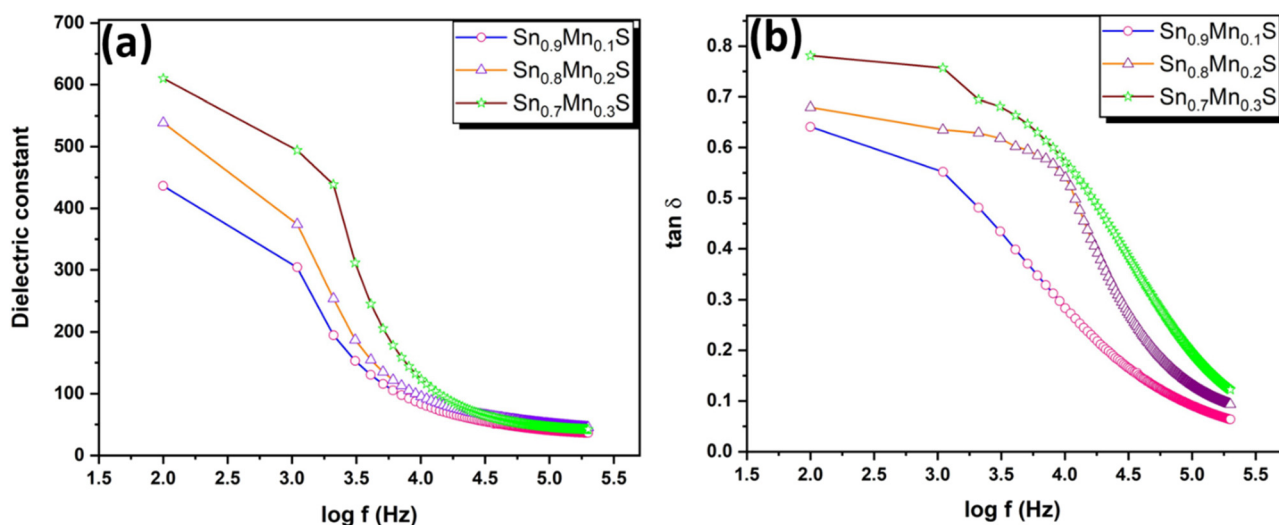 (a)
Sn0.9Mn0.1S
Sn0.8Mn0.2S
Sn0.7Mn0.3S
Dielectric constant
700
600
500
400
300
200
100
0
1.5 2.0 2.5 3.0 3.5 4.0 4.5 5.0 5.5
log f (Hz)
(b)
Sn0.9Mn0.1S
Sn0.8Mn0.2S
Sn0.7Mn0.3S
tan δ
0.8
0.7
0.6
0.5
0.4
0.3
0.2
0.1
0.0
1.5 2.0 2.5 3.0 3.5 4.0 4.5 5.0 5.5
log f (Hz)